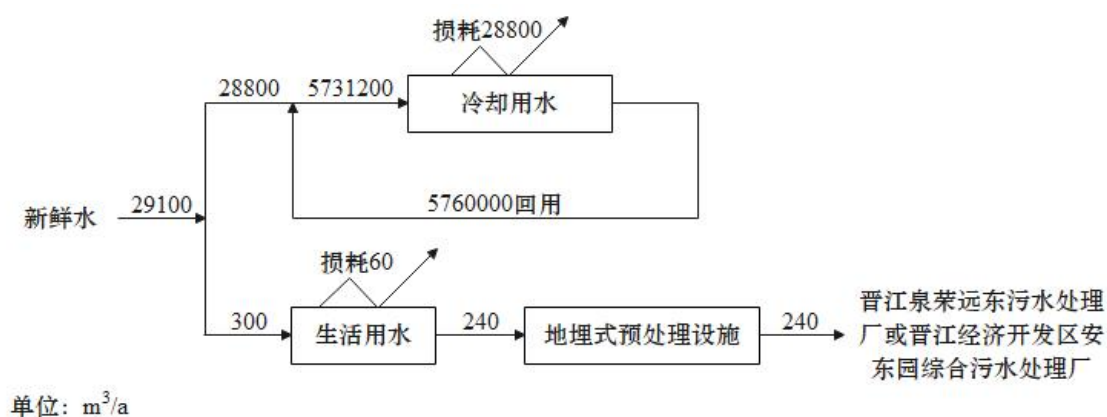 损耗28800
28800
5731200
冷却用水
5760000回用
新鲜水
29100
损耗60
300
生活用水
240
地埋式预处理设施
240
晋江泉荣远东污水处理
厂或晋江经济开发区安
东园综合污水处理厂
单位：m³/a